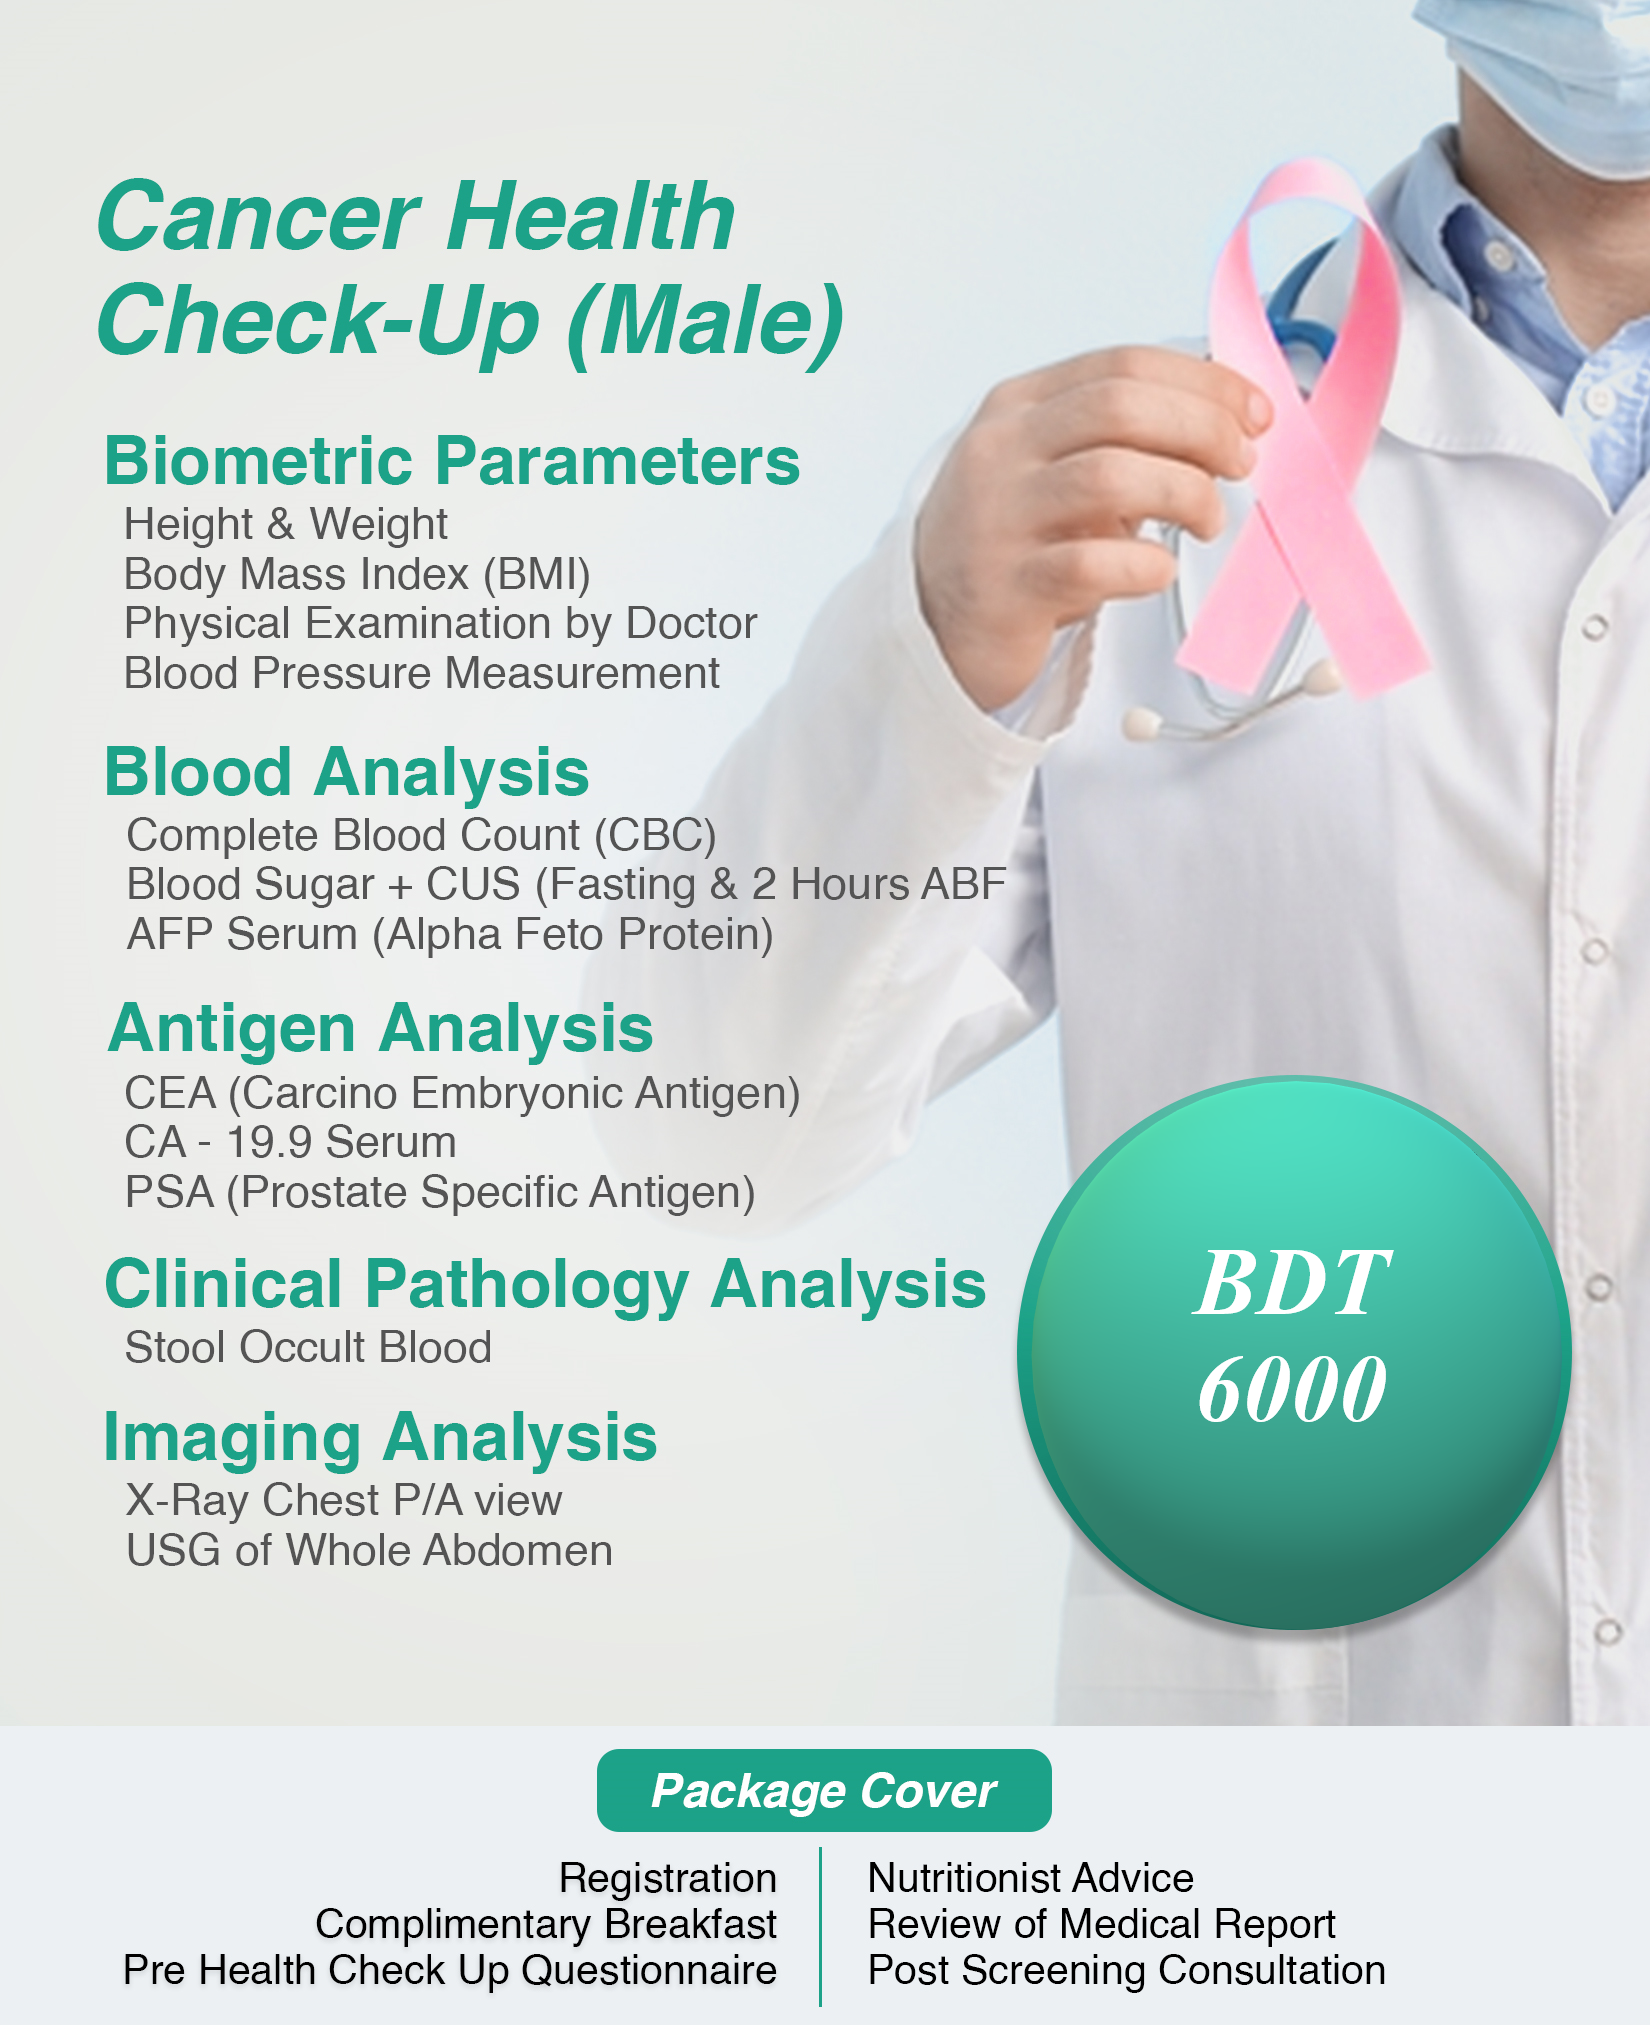 Cancer Health
Check-Up (Male)
Biometric Parameters
Height & Weight
Body Mass Index (BMI)
Physical Examination by Doctor
Blood Pressure Measurement
Blood Analysis
Complete Blood Count (CBC)
Blood Sugar + CUS (Fasting & 2 Hours ABF
AFP Serum (Alpha Feto Protein)
Antigen Analysis
CEA (Carcino Embryonic Antigen)
CA - 19.9 Serum
PSA (Prostate Specific Antigen)
Clinical Pathology Analysis
Stool Occult Blood
Imaging Analysis
X-Ray Chest P/A view
USG of Whole Abdomen
BDT
6000
Package Cover
Registration
Complimentary Breakfast
Pre Health Check Up Questionnaire
Nutritionist Advice
Review of Medical Report
Post Screening Consultation